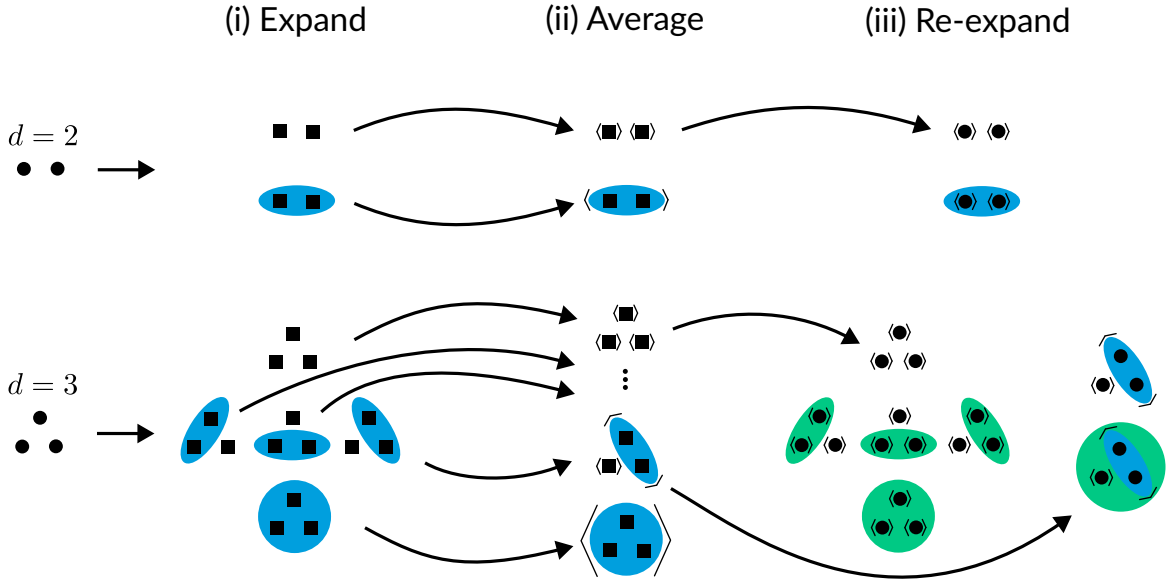 (i) Expand
(ii) Average
(iii) Re-expand
d = 2
d = 3